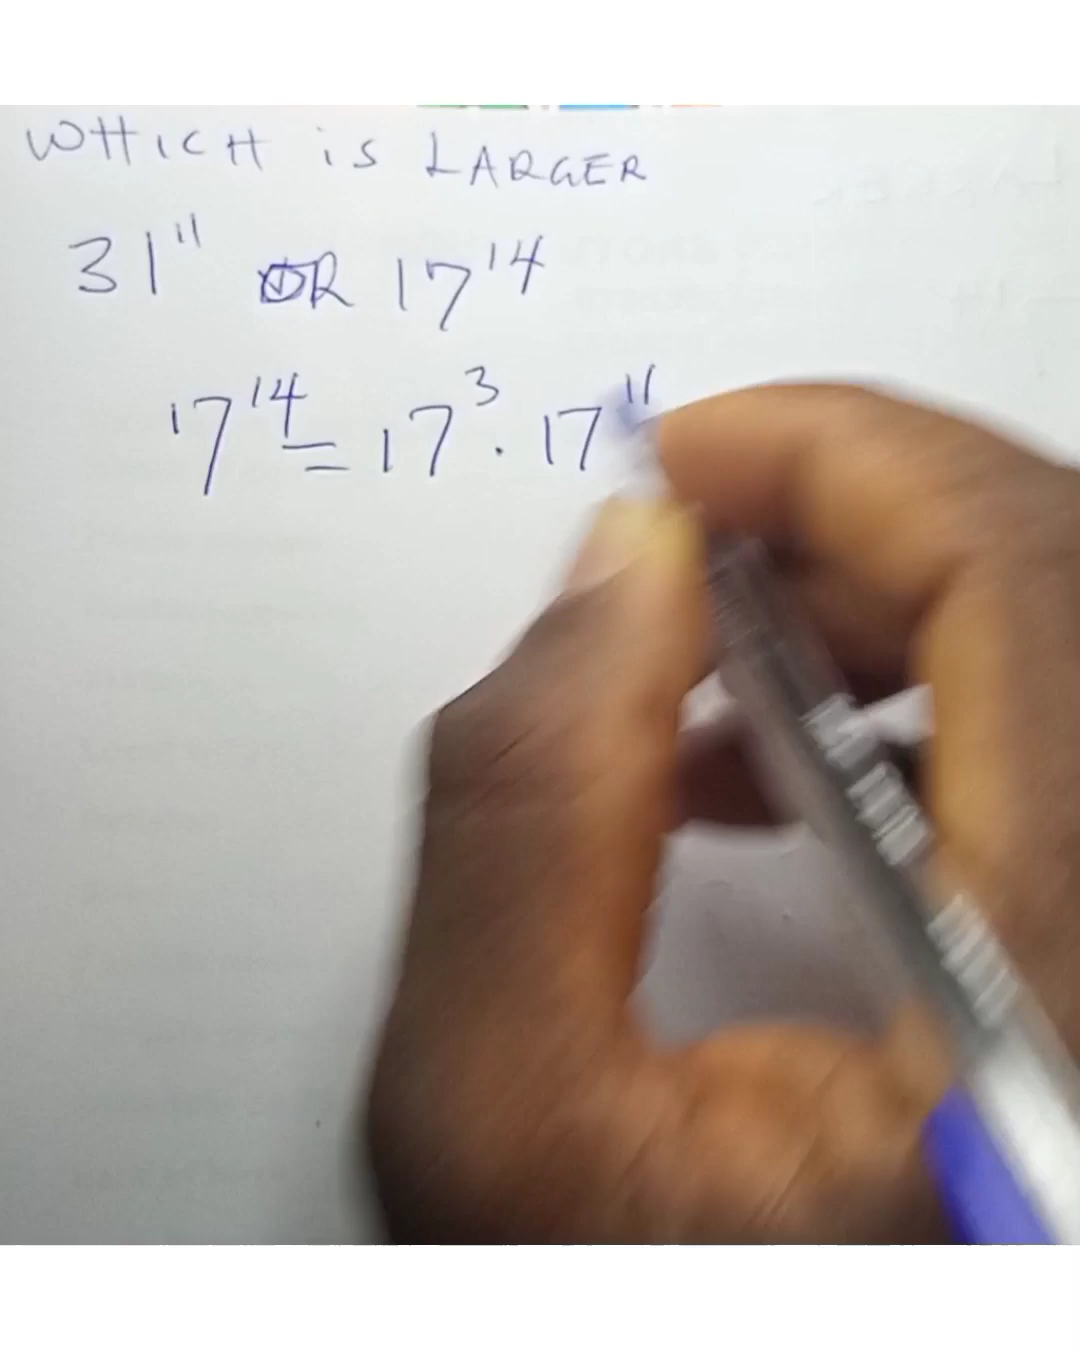 WHICH is LARGER
31¹¹ OR 17¹⁴
17¹⁴ = 17³ · 17¹¹